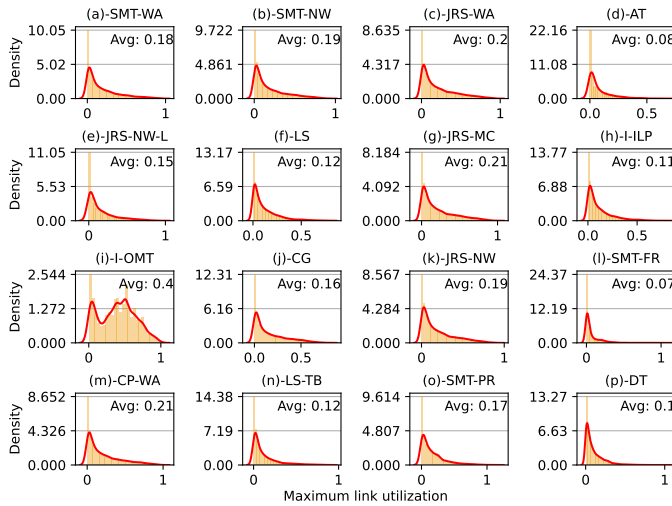 (a)-SMT-WA (b)-SMT-NW (c)-JRS-WA (d)-AT
10.05 9.722 8.635 22.16
Avg: 0.18 Avg: 0.19 Avg: 0.2 Avg: 0.08
Density 5.02 4.861 4.317 11.08
0.00 0.000 0.000 0.00
0 1 0 1 0 1 0.0 0.5
(e)-JRS-NW-L (f)-LS (g)-JRS-MC (h)-I-ILP
11.05 13.17 8.184 13.77
Avg: 0.15 Avg: 0.12 Avg: 0.21 Avg: 0.11
Density 5.53 6.59 4.092 6.88
0.00 0.00 0.000 0.00
0 1 0.0 0.5 0 1 0.0 0.5
(i)-I-OMT (j)-CG (k)-JRS-NW (l)-SMT-FR
2.544 12.31 8.567 24.37
Avg: 0.4 Avg: 0.16 Avg: 0.19 Avg: 0.07
Density 1.272 6.16 4.284 12.19
0.000 0.00 0.000 0.00
0 1 0.0 0.5 0 1 0 1
(m)-CP-WA (n)-LS-TB (o)-SMT-PR (p)-DT
8.652 14.38 9.614 13.27
Avg: 0.21 Avg: 0.12 Avg: 0.17 Avg: 0.1
Density 4.326 7.19 4.807 6.63
0.000 0.00 0.000 0.00
0 1 0 1 0 1 0 1
Maximum link utilization